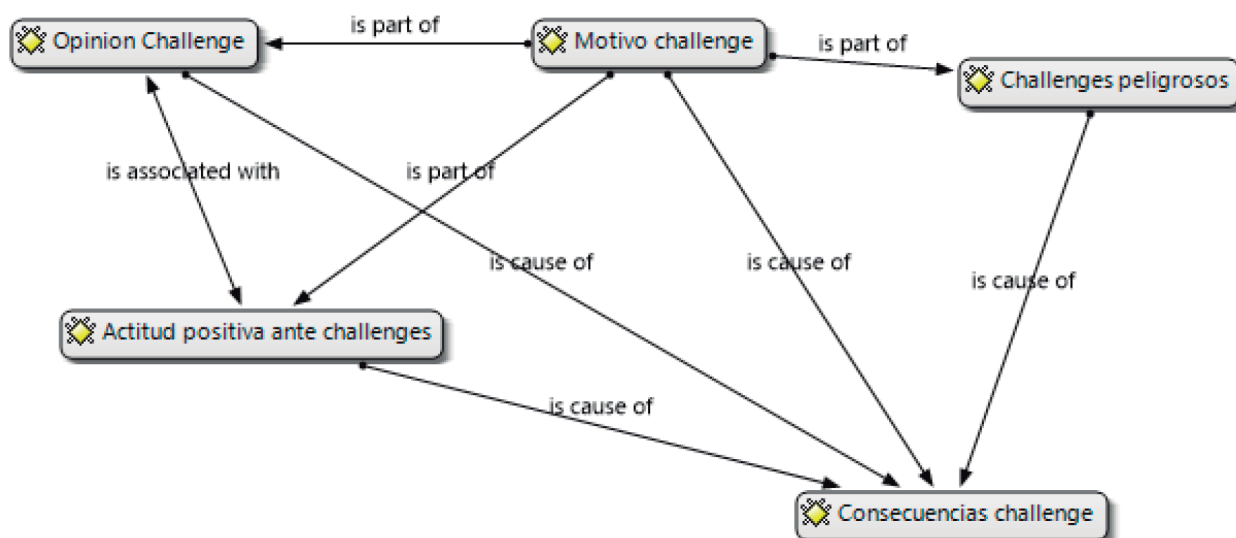 is part of
Opinion Challenge
Motivo challenge
is part of
Challenges peligrosos
is associated with
is part of
is cause of
is cause of
is cause of
Actitud positiva ante challenges
is cause of
Consecuencias challenge